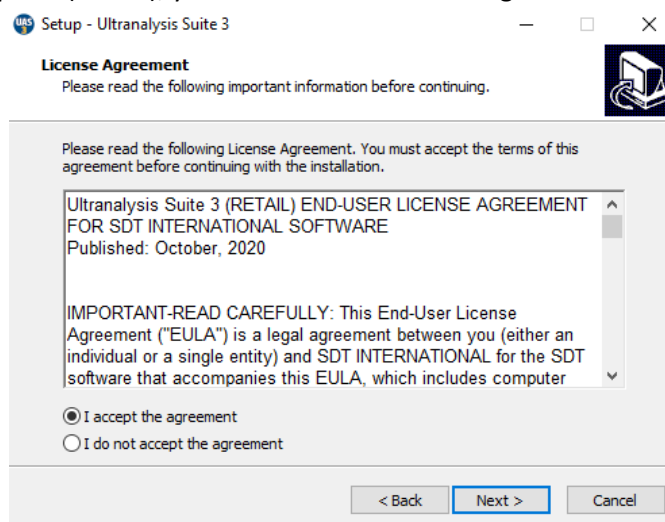 UAS
3
Setup - Ultranalysis Suite 3
License Agreement
Please read the following important information before continuing.
Please read the following License Agreement. You must accept the terms of this
agreement before continuing with the installation.
Ultranalysis Suite 3 (RETAIL) END-USER LICENSE AGREEMENT
FOR SDT INTERNATIONAL SOFTWARE
Published: October, 2020
IMPORTANT-READ CAREFULLY: This End-User License
Agreement ("EULA") is a legal agreement between you (either an
individual or a single entity) and SDT INTERNATIONAL for the SDT
software that accompanies this EULA, which includes computer
I accept the agreement
I do not accept the agreement
< Back Next > Cancel